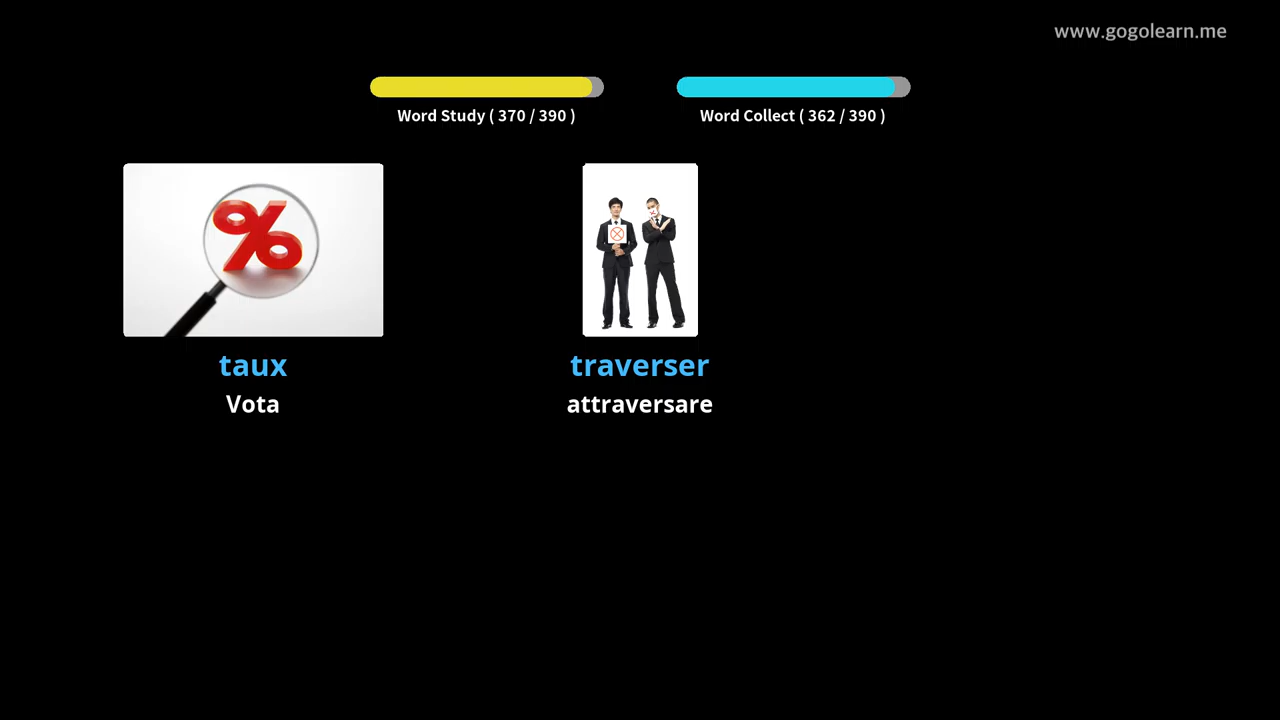 www.gogolearn.me
Word Study ( 370 / 390 )
Word Collect ( 362 / 390 )
%
taux
traverser
Vota
attraversare